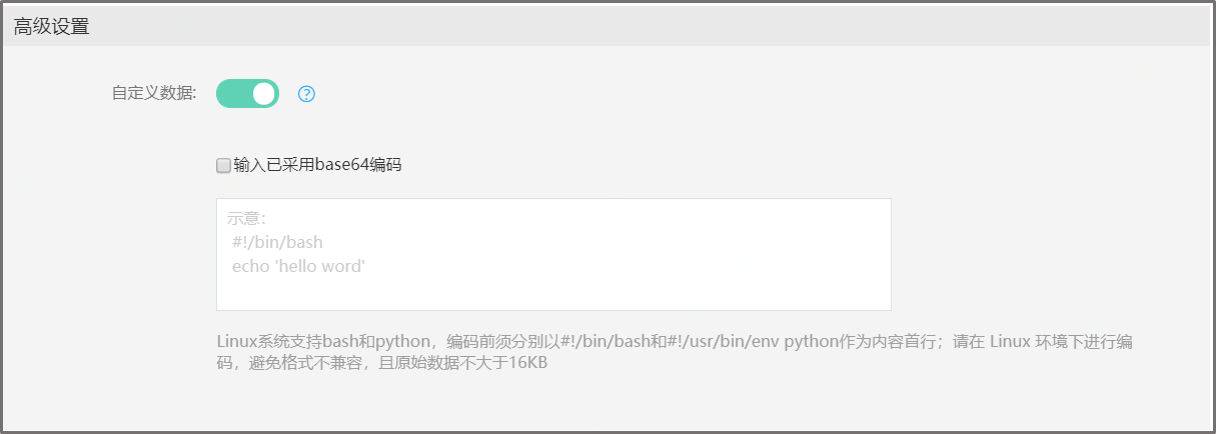 高级设置
自定义数据:
?
输入已采用base64编码
示意：
#!/bin/bash
echo 'hello word'
Linux系统支持bash和python，编码前须分别以#!/bin/bash和#!/usr/bin/env python作为内容首行；请在 Linux 环境下进行编
码，避免格式不兼容，且原始数据不大于16KB